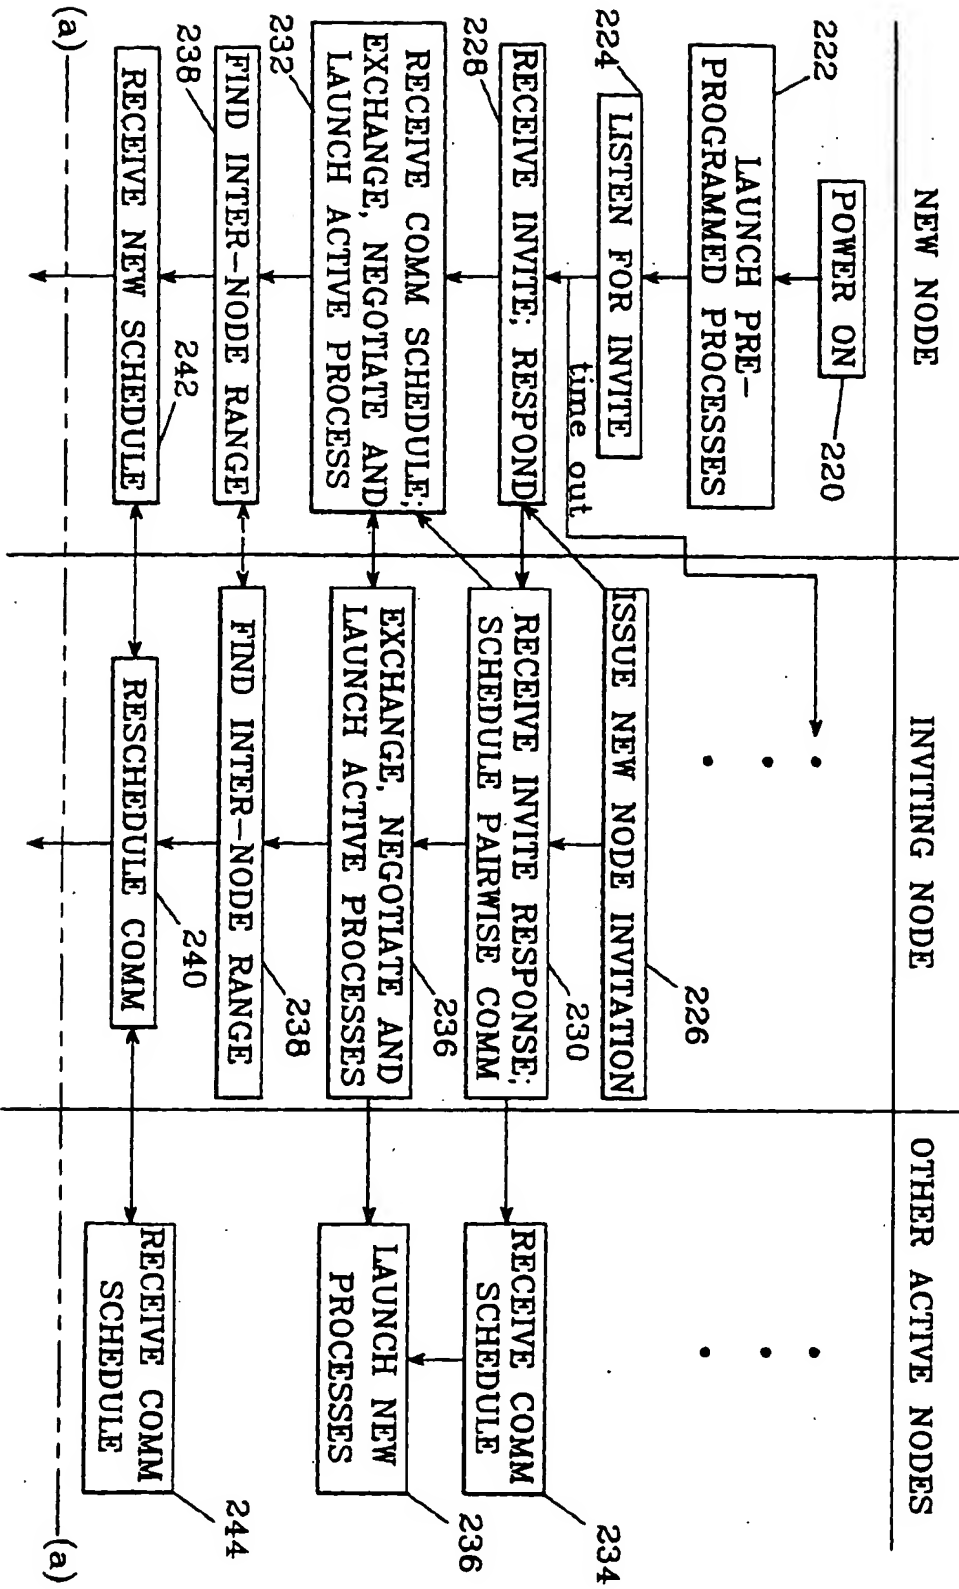 NEW NODE
INVITING NODE
OTHER ACTIVE NODES
POWER ON
220
222
LAUNCH PRE-
PROGRAMMED PROCESSES
224
LISTEN FOR INVITE
time out
ISSUE NEW NODE INVITATION
226
228
RECEIVE INVITE; RESPOND
RECEIVE INVITE RESPONSE;
SCHEDULE PAIRWISE COMM
230
RECEIVE COMM
SCHEDULE
234
RECEIVE COMM SCHEDULE;
EXCHANGE, NEGOTIATE AND
LAUNCH ACTIVE PROCESS
232
EXCHANGE, NEGOTIATE AND
LAUNCH ACTIVE PROCESSES
236
LAUNCH NEW
PROCESSES
236
FIND INTER-NODE RANGE
238
FIND INTER-NODE RANGE
238
RECEIVE NEW SCHEDULE
242
RESCHEDULE COMM
240
RECEIVE COMM
SCHEDULE
244
(a)
(a)